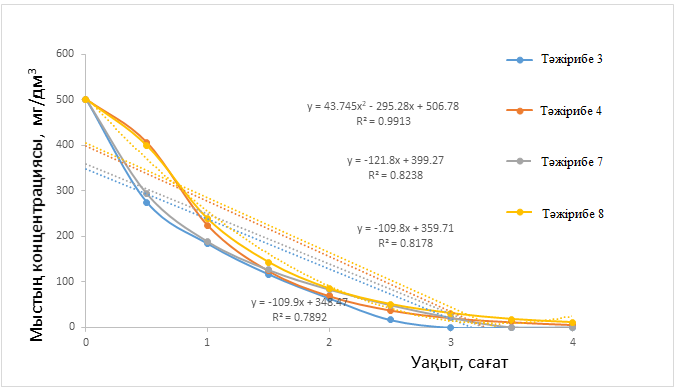 600
500
400
300
200
100
0
0
1
2
3
4
Мыстың концентрациясы, мг/дм³
Уақыт, сағат
y = 43.745x² - 295.28x + 506.78
R² = 0.9913
y = -121.8x + 399.27
R² = 0.8238
y = -109.8x + 359.71
R² = 0.8178
y = -109.9x + 348.47
R² = 0.7892
Тәжірибе 3
Тәжірибе 4
Тәжірибе 7
Тәжірибе 8